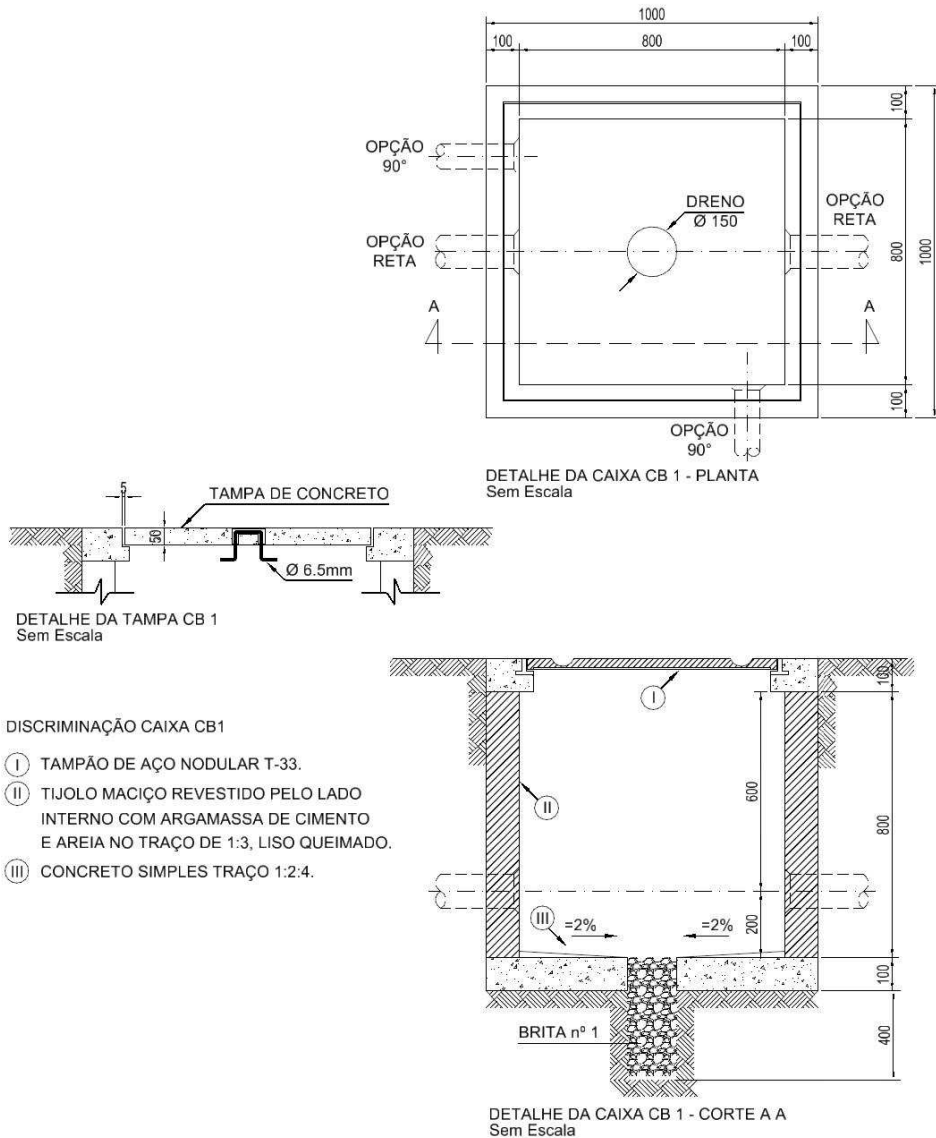 1000
100
800
100
100
OPÇÃO
90°
DRENO
Ø 150
OPÇÃO
RETA
OPÇÃO
RETA
800
1000
A
A
100
OPÇÃO
90°
DETALHE DA CAIXA CB 1 - PLANTA
Sem Escala
5
TAMPA DE CONCRETO
50
Ø 6.5mm
DETALHE DA TAMPA CB 1
Sem Escala
100
I
DISCRIMINAÇÃO CAIXA CB1
I TAMPÃO DE AÇO NODULAR T-33.
II TIJOLO MACIÇO REVESTIDO PELO LADO
INTERNO COM ARGAMASSA DE CIMENTO
E AREIA NO TRAÇO DE 1:3, LISO QUEIMADO.
III CONCRETO SIMPLES TRAÇO 1:2:4.
II
600
800
III
=2%
=2%
200
100
BRITA nº 1
400
DETALHE DA CAIXA CB 1 - CORTE A A
Sem Escala